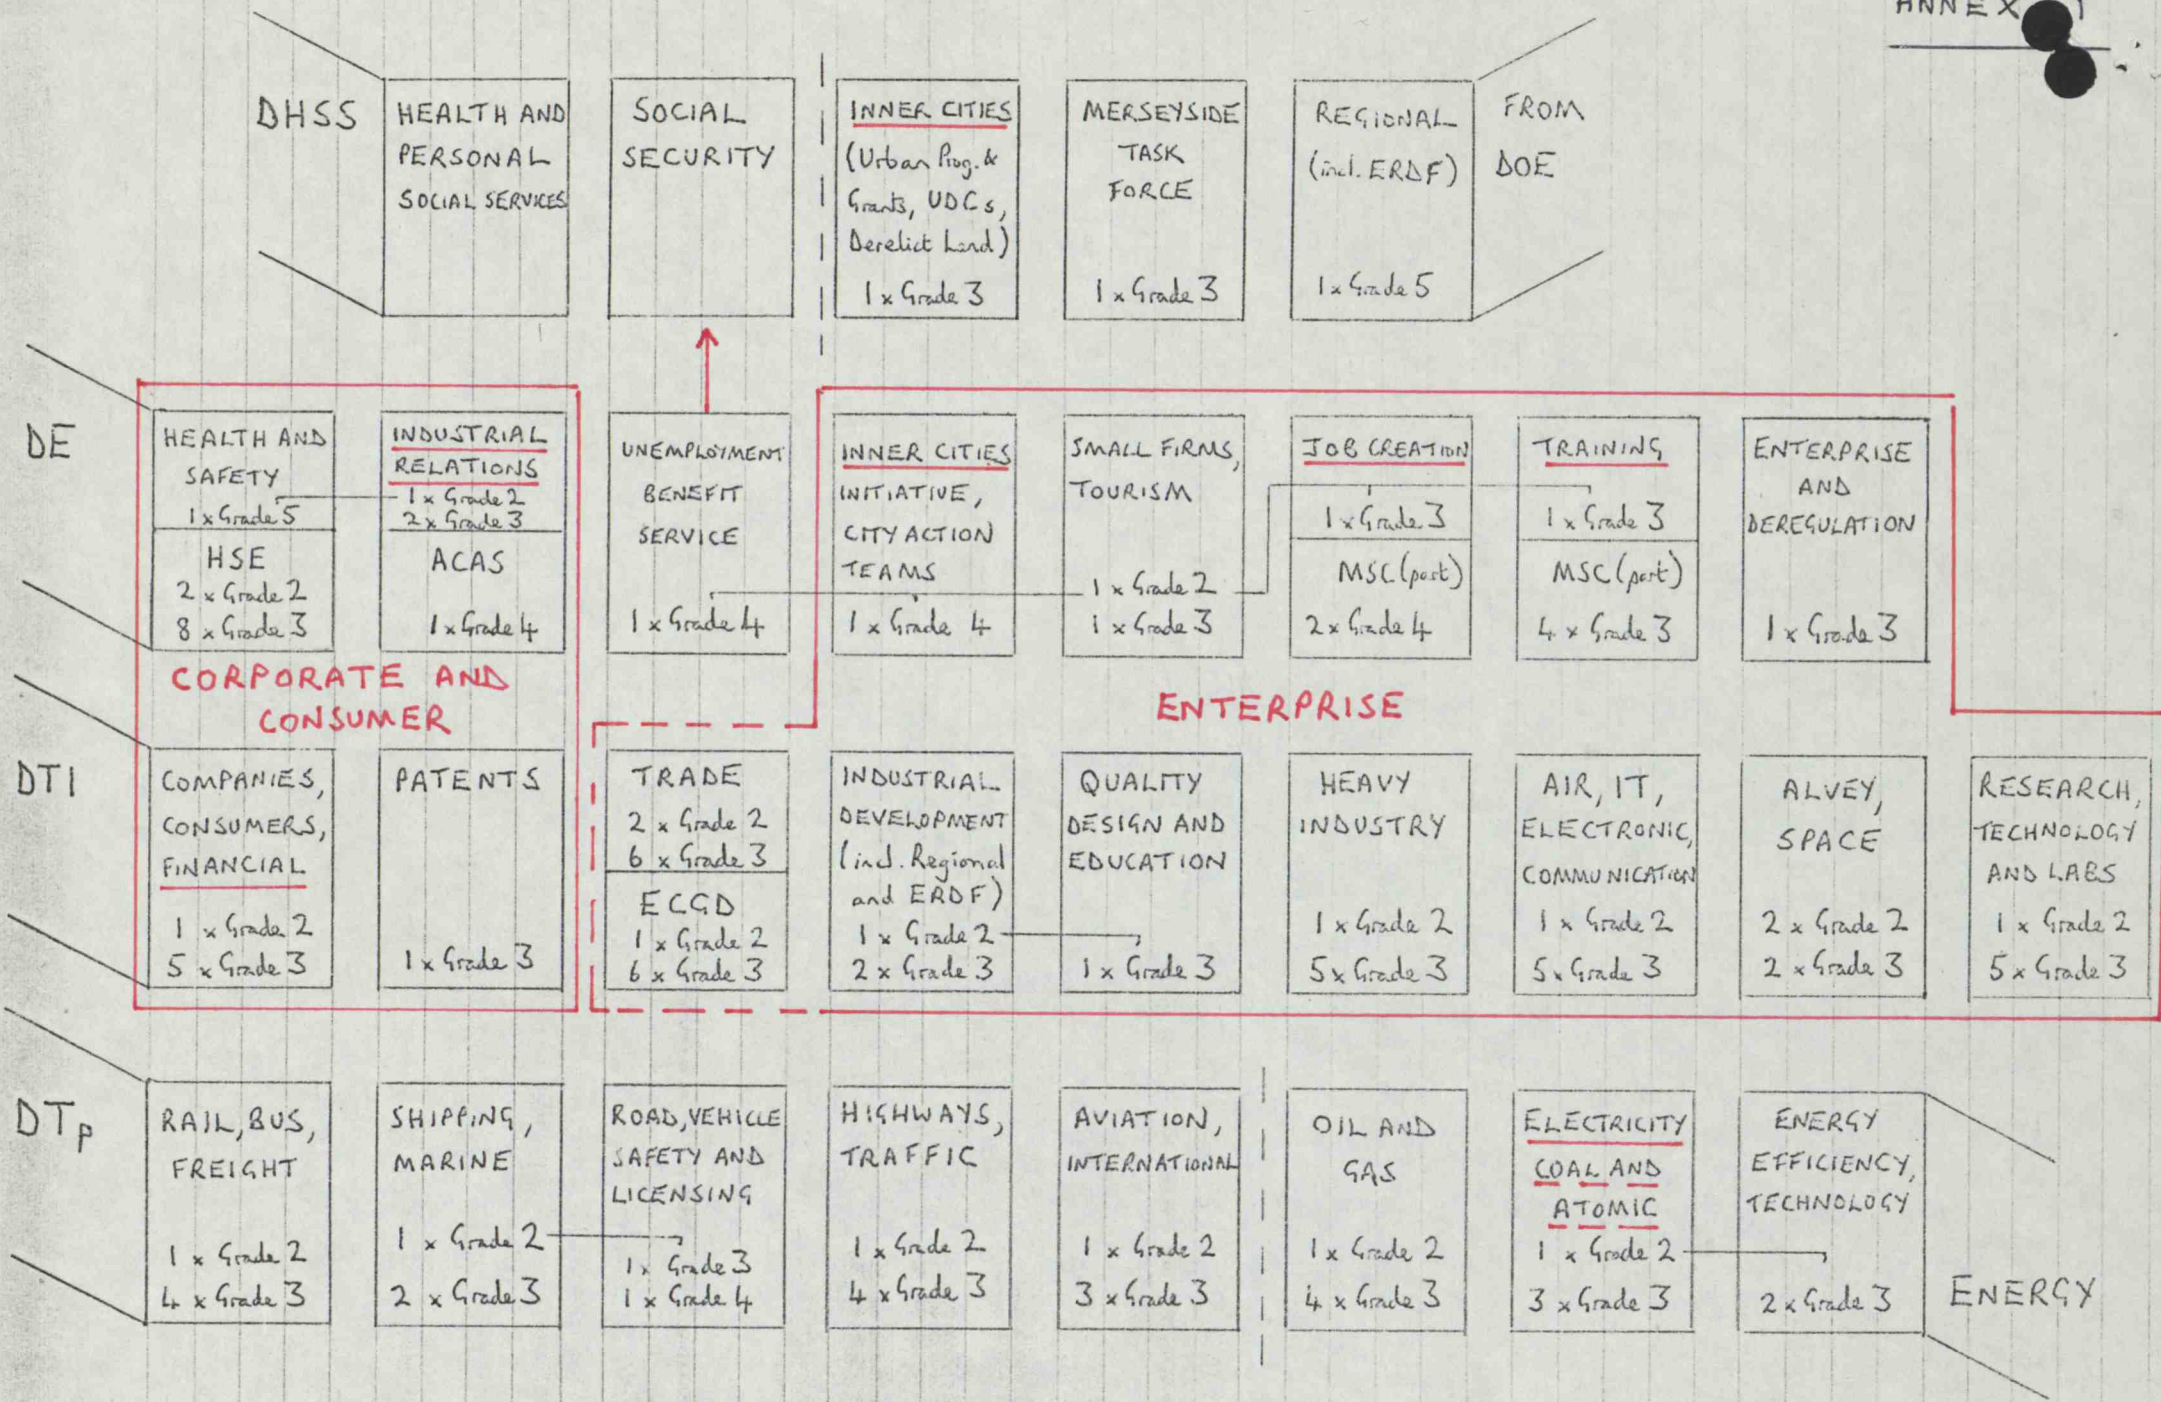 ANNEX 1
DHSS
HEALTH AND
PERSONAL
SOCIAL SERVICES
SOCIAL
SECURITY
INNER CITIES
(Urban Prog. &
Grants, UDCs,
Derelict Land)
1 x Grade 3
MERSEYSIDE
TASK
FORCE
1 x Grade 3
REGIONAL
(incl. ERDF)
1 x Grade 5
FROM
DOE
DE
HEALTH AND
SAFETY
1 x Grade 5
HSE
2 x Grade 2
8 x Grade 3
INDUSTRIAL
RELATIONS
1 x Grade 2
2 x Grade 3
ACAS
1 x Grade 4
UNEMPLOYMENT
BENEFIT
SERVICE
1 x Grade 4
INNER CITIES
INITIATIVE,
CITY ACTION
TEAMS
1 x Grade 4
SMALL FIRMS,
TOURISM
1 x Grade 2
1 x Grade 3
JOB CREATION
1 x Grade 3
MSC (part)
2 x Grade 4
TRAINING
1 x Grade 3
MSC (part)
4 x Grade 3
ENTERPRISE
AND
DEREGULATION
1 x Grade 3
CORPORATE AND
CONSUMER
ENTERPRISE
DTI
COMPANIES,
CONSUMERS,
FINANCIAL
1 x Grade 2
5 x Grade 3
PATENTS
1 x Grade 3
TRADE
2 x Grade 2
6 x Grade 3
ECGD
1 x Grade 2
6 x Grade 3
INDUSTRIAL
DEVELOPMENT
(incl. Regional
and ERDF)
1 x Grade 2
2 x Grade 3
QUALITY
DESIGN AND
EDUCATION
1 x Grade 3
HEAVY
INDUSTRY
1 x Grade 2
5 x Grade 3
AIR, IT,
ELECTRONIC,
COMMUNICATION
1 x Grade 2
5 x Grade 3
ALVEY,
SPACE
2 x Grade 2
2 x Grade 3
RESEARCH,
TECHNOLOGY
AND LABS
1 x Grade 2
5 x Grade 3
DTp
RAIL, BUS,
FREIGHT
1 x Grade 2
4 x Grade 3
SHIPPING,
MARINE
1 x Grade 2
2 x Grade 3
ROAD, VEHICLE
SAFETY AND
LICENSING
1 x Grade 3
1 x Grade 4
HIGHWAYS,
TRAFFIC
1 x Grade 2
4 x Grade 3
AVIATION,
INTERNATIONAL
1 x Grade 2
3 x Grade 3
OIL AND
GAS
1 x Grade 2
4 x Grade 3
ELECTRICITY
COAL AND
ATOMIC
1 x Grade 2
3 x Grade 3
ENERGY
EFFICIENCY,
TECHNOLOGY
2 x Grade 3
ENERGY